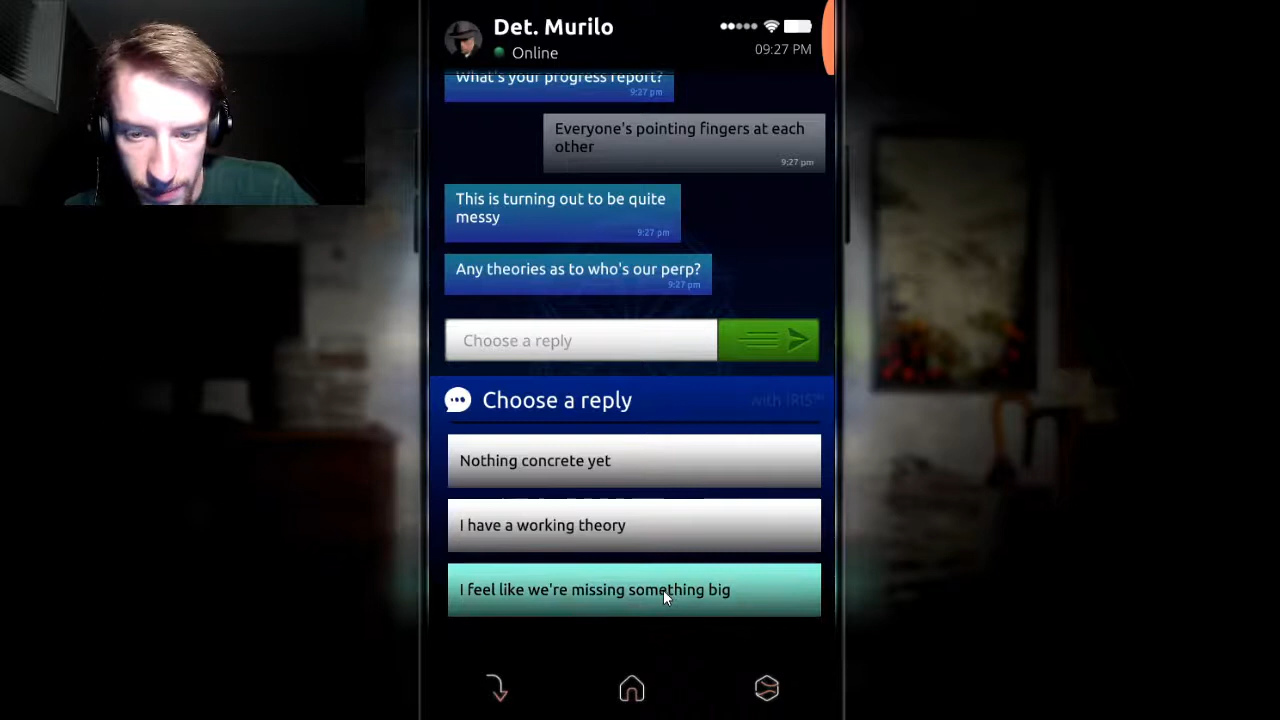 Det. Murilo
Online
09:27 PM
What's your progress report?
9:27 pm
Everyone's pointing fingers at each
other
9:27 pm
This is turning out to be quite
messy
9:27 pm
Any theories as to who's our perp?
9:27 pm
Choose a reply
Choose a reply
with IRIS™
Nothing concrete yet
I have a working theory
I feel like we're missing something big